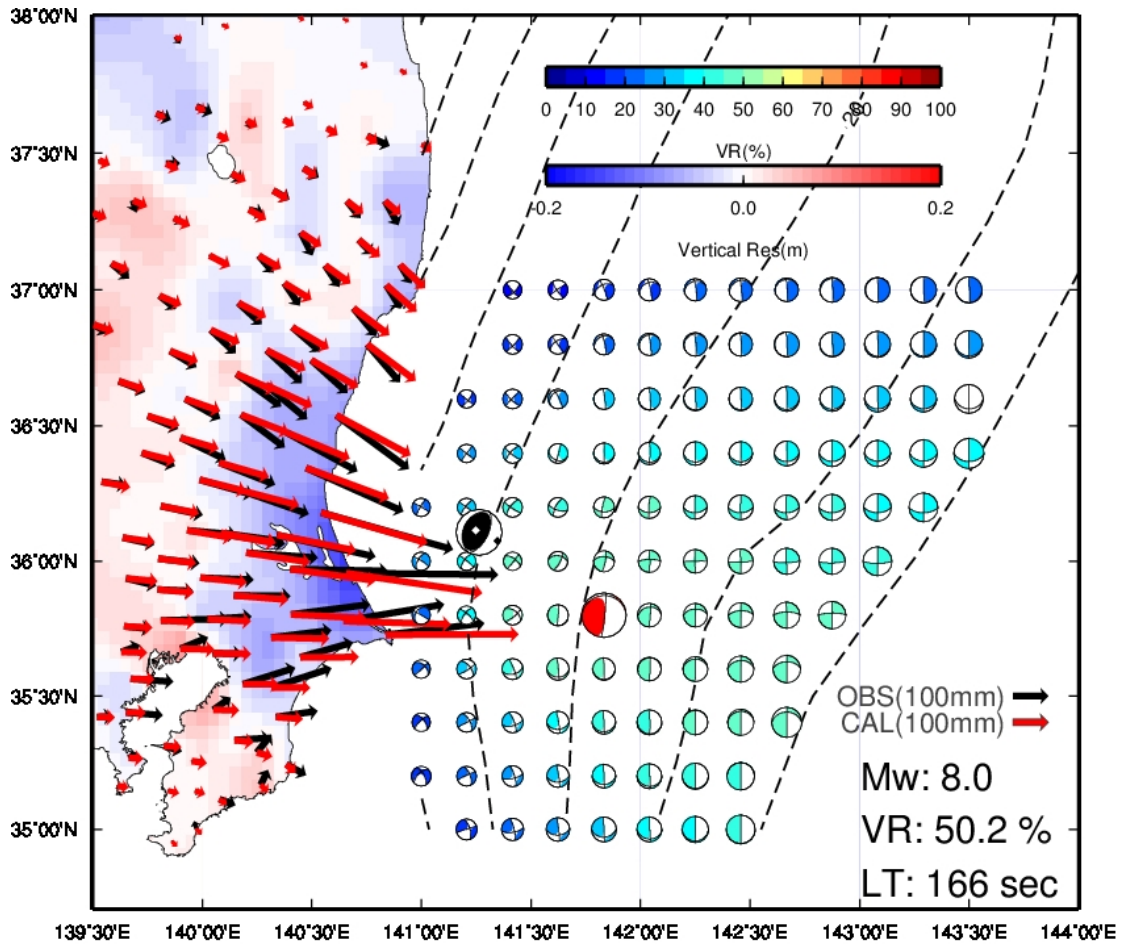 38°00'N
0 10 20 30 40 50 60 70 80 90 100
37°30'N
VR(%)
-0.2 0.0 0.2
Vertical Res(m)
37°00'N
36°30'N
36°00'N
35°30'N
OBS(100mm)
CAL(100mm)
Mw: 8.0
VR: 50.2 %
35°00'N
LT: 166 sec
139°30'E 140°00'E 140°30'E 141°00'E 141°30'E 142°00'E 142°30'E 143°00'E 143°30'E 144°00'E